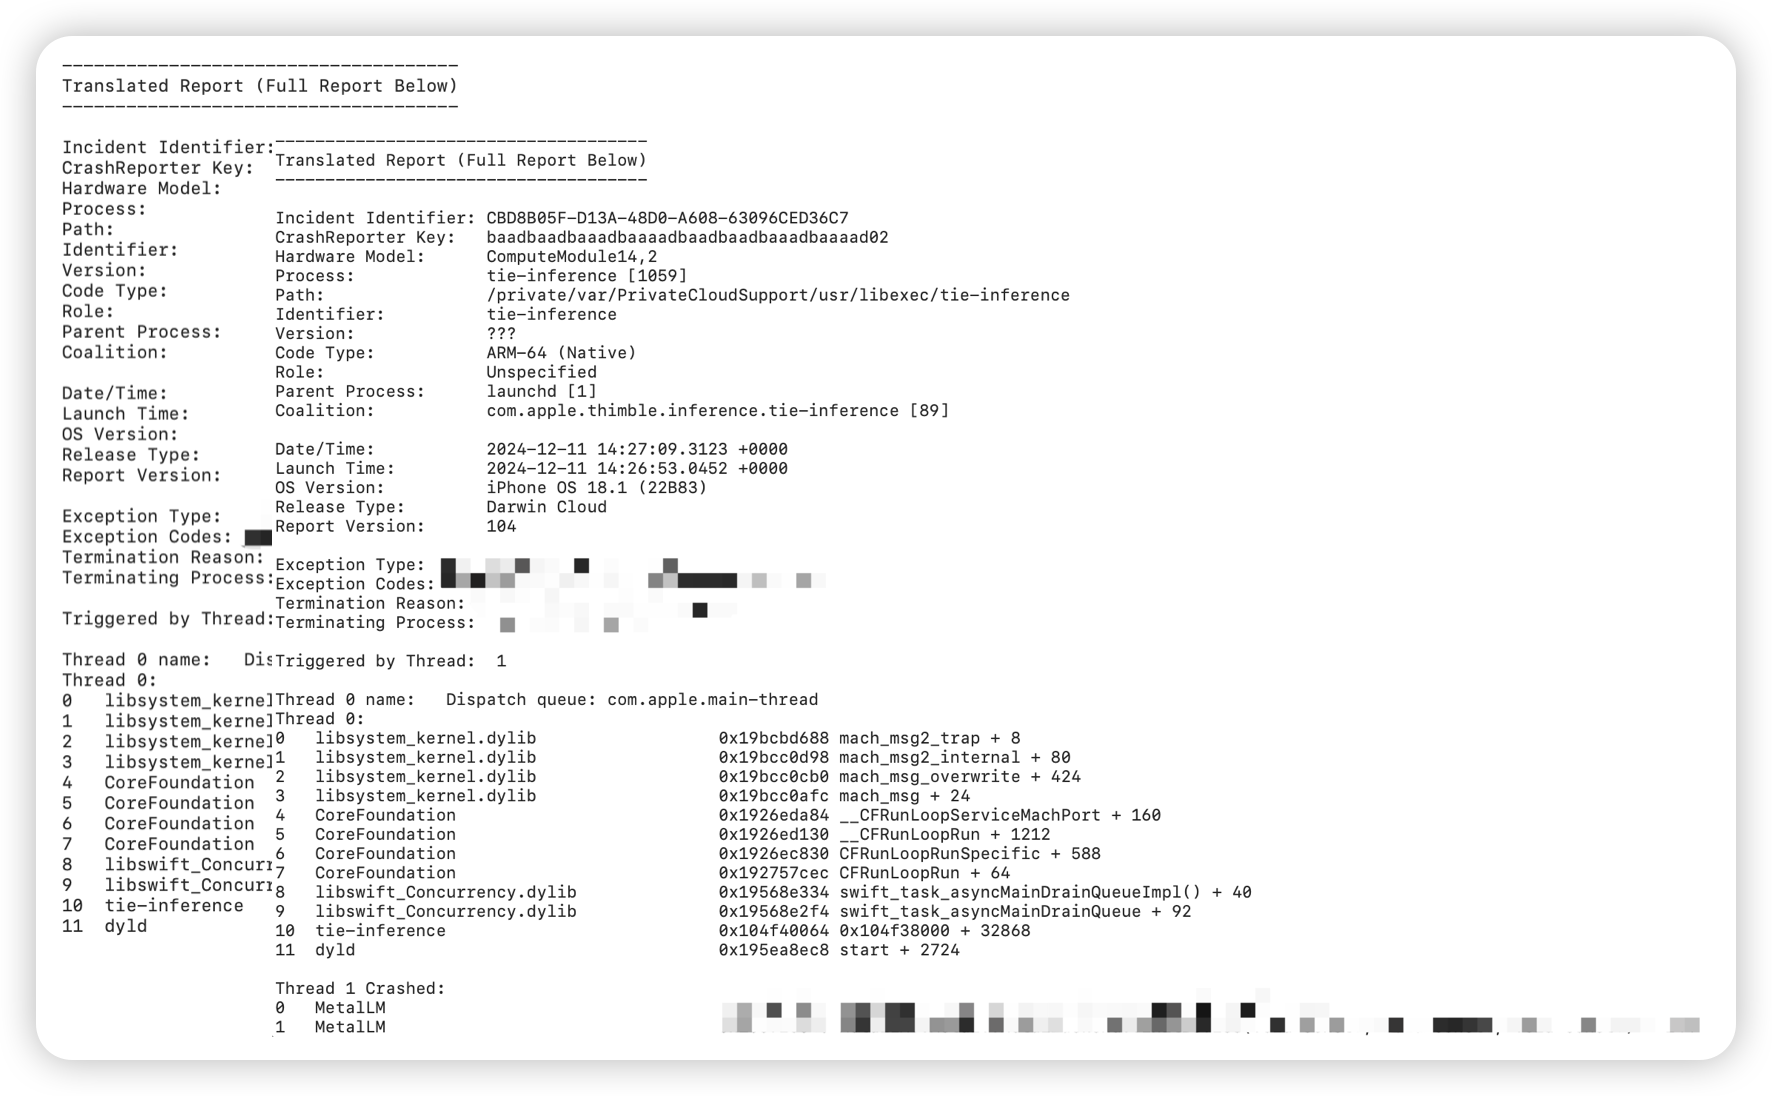 -------------------------------------
Translated Report (Full Report Below)
-------------------------------------
Incident Identifier:
CrashReporter Key:
Hardware Model:
Process:
Path:
Identifier:
Version:
Code Type:
Role:
Parent Process:
Coalition:
Date/Time:
Launch Time:
OS Version:
Release Type:
Report Version:
Exception Type:
Exception Codes:
Termination Reason:
Terminating Process:
Triggered by Thread:
Thread 0 name:
Thread 0:
0 libsystem_kernel
1 libsystem_kernel
2 libsystem_kernel
3 libsystem_kernel
4 CoreFoundation
5 CoreFoundation
6 CoreFoundation
7 CoreFoundation
8 libswift_Concurr
9 libswift_Concurr
10 tie-inference
11 dyld
-------------------------------------
Translated Report (Full Report Below)
-------------------------------------
Incident Identifier: CBD8B05F-D13A-48D0-A608-63096CED36C7
CrashReporter Key: baadbaadbaaadbaaaadbaadbaadbaaadbaaaad02
Hardware Model: ComputeModule14,2
Process: tie-inference [1059]
Path: /private/var/PrivateCloudSupport/usr/libexec/tie-inference
Identifier: tie-inference
Version: ???
Code Type: ARM-64 (Native)
Role: Unspecified
Parent Process: launchd [1]
Coalition: com.apple.thimble.inference.tie-inference [89]
Date/Time: 2024-12-11 14:27:09.3123 +0000
Launch Time: 2024-12-11 14:26:53.0452 +0000
OS Version: iPhone OS 18.1 (22B83)
Release Type: Darwin Cloud
Report Version: 104
Exception Type:
Exception Codes:
Termination Reason:
Terminating Process:
Triggered by Thread: 1
Thread 0 name: Dispatch queue: com.apple.main-thread
Thread 0:
0 libsystem_kernel.dylib 0x19bcbd688 mach_msg2_trap + 8
1 libsystem_kernel.dylib 0x19bcc0d98 mach_msg2_internal + 80
2 libsystem_kernel.dylib 0x19bcc0cb0 mach_msg_overwrite + 424
3 libsystem_kernel.dylib 0x19bcc0afc mach_msg + 24
4 CoreFoundation 0x1926eda84 __CFRunLoopServiceMachPort + 160
5 CoreFoundation 0x1926ed130 __CFRunLoopRun + 1212
6 CoreFoundation 0x1926ec830 CFRunLoopRunSpecific + 588
7 CoreFoundation 0x192757cec CFRunLoopRun + 64
8 libswift_Concurrency.dylib 0x19568e334 swift_task_asyncMainDrainQueueImpl() + 40
9 libswift_Concurrency.dylib 0x19568e2f4 swift_task_asyncMainDrainQueue + 92
10 tie-inference 0x104f40064 0x104f38000 + 32868
11 dyld 0x195ea8ec8 start + 2724
Thread 1 Crashed:
0 MetalLM
1 MetalLM